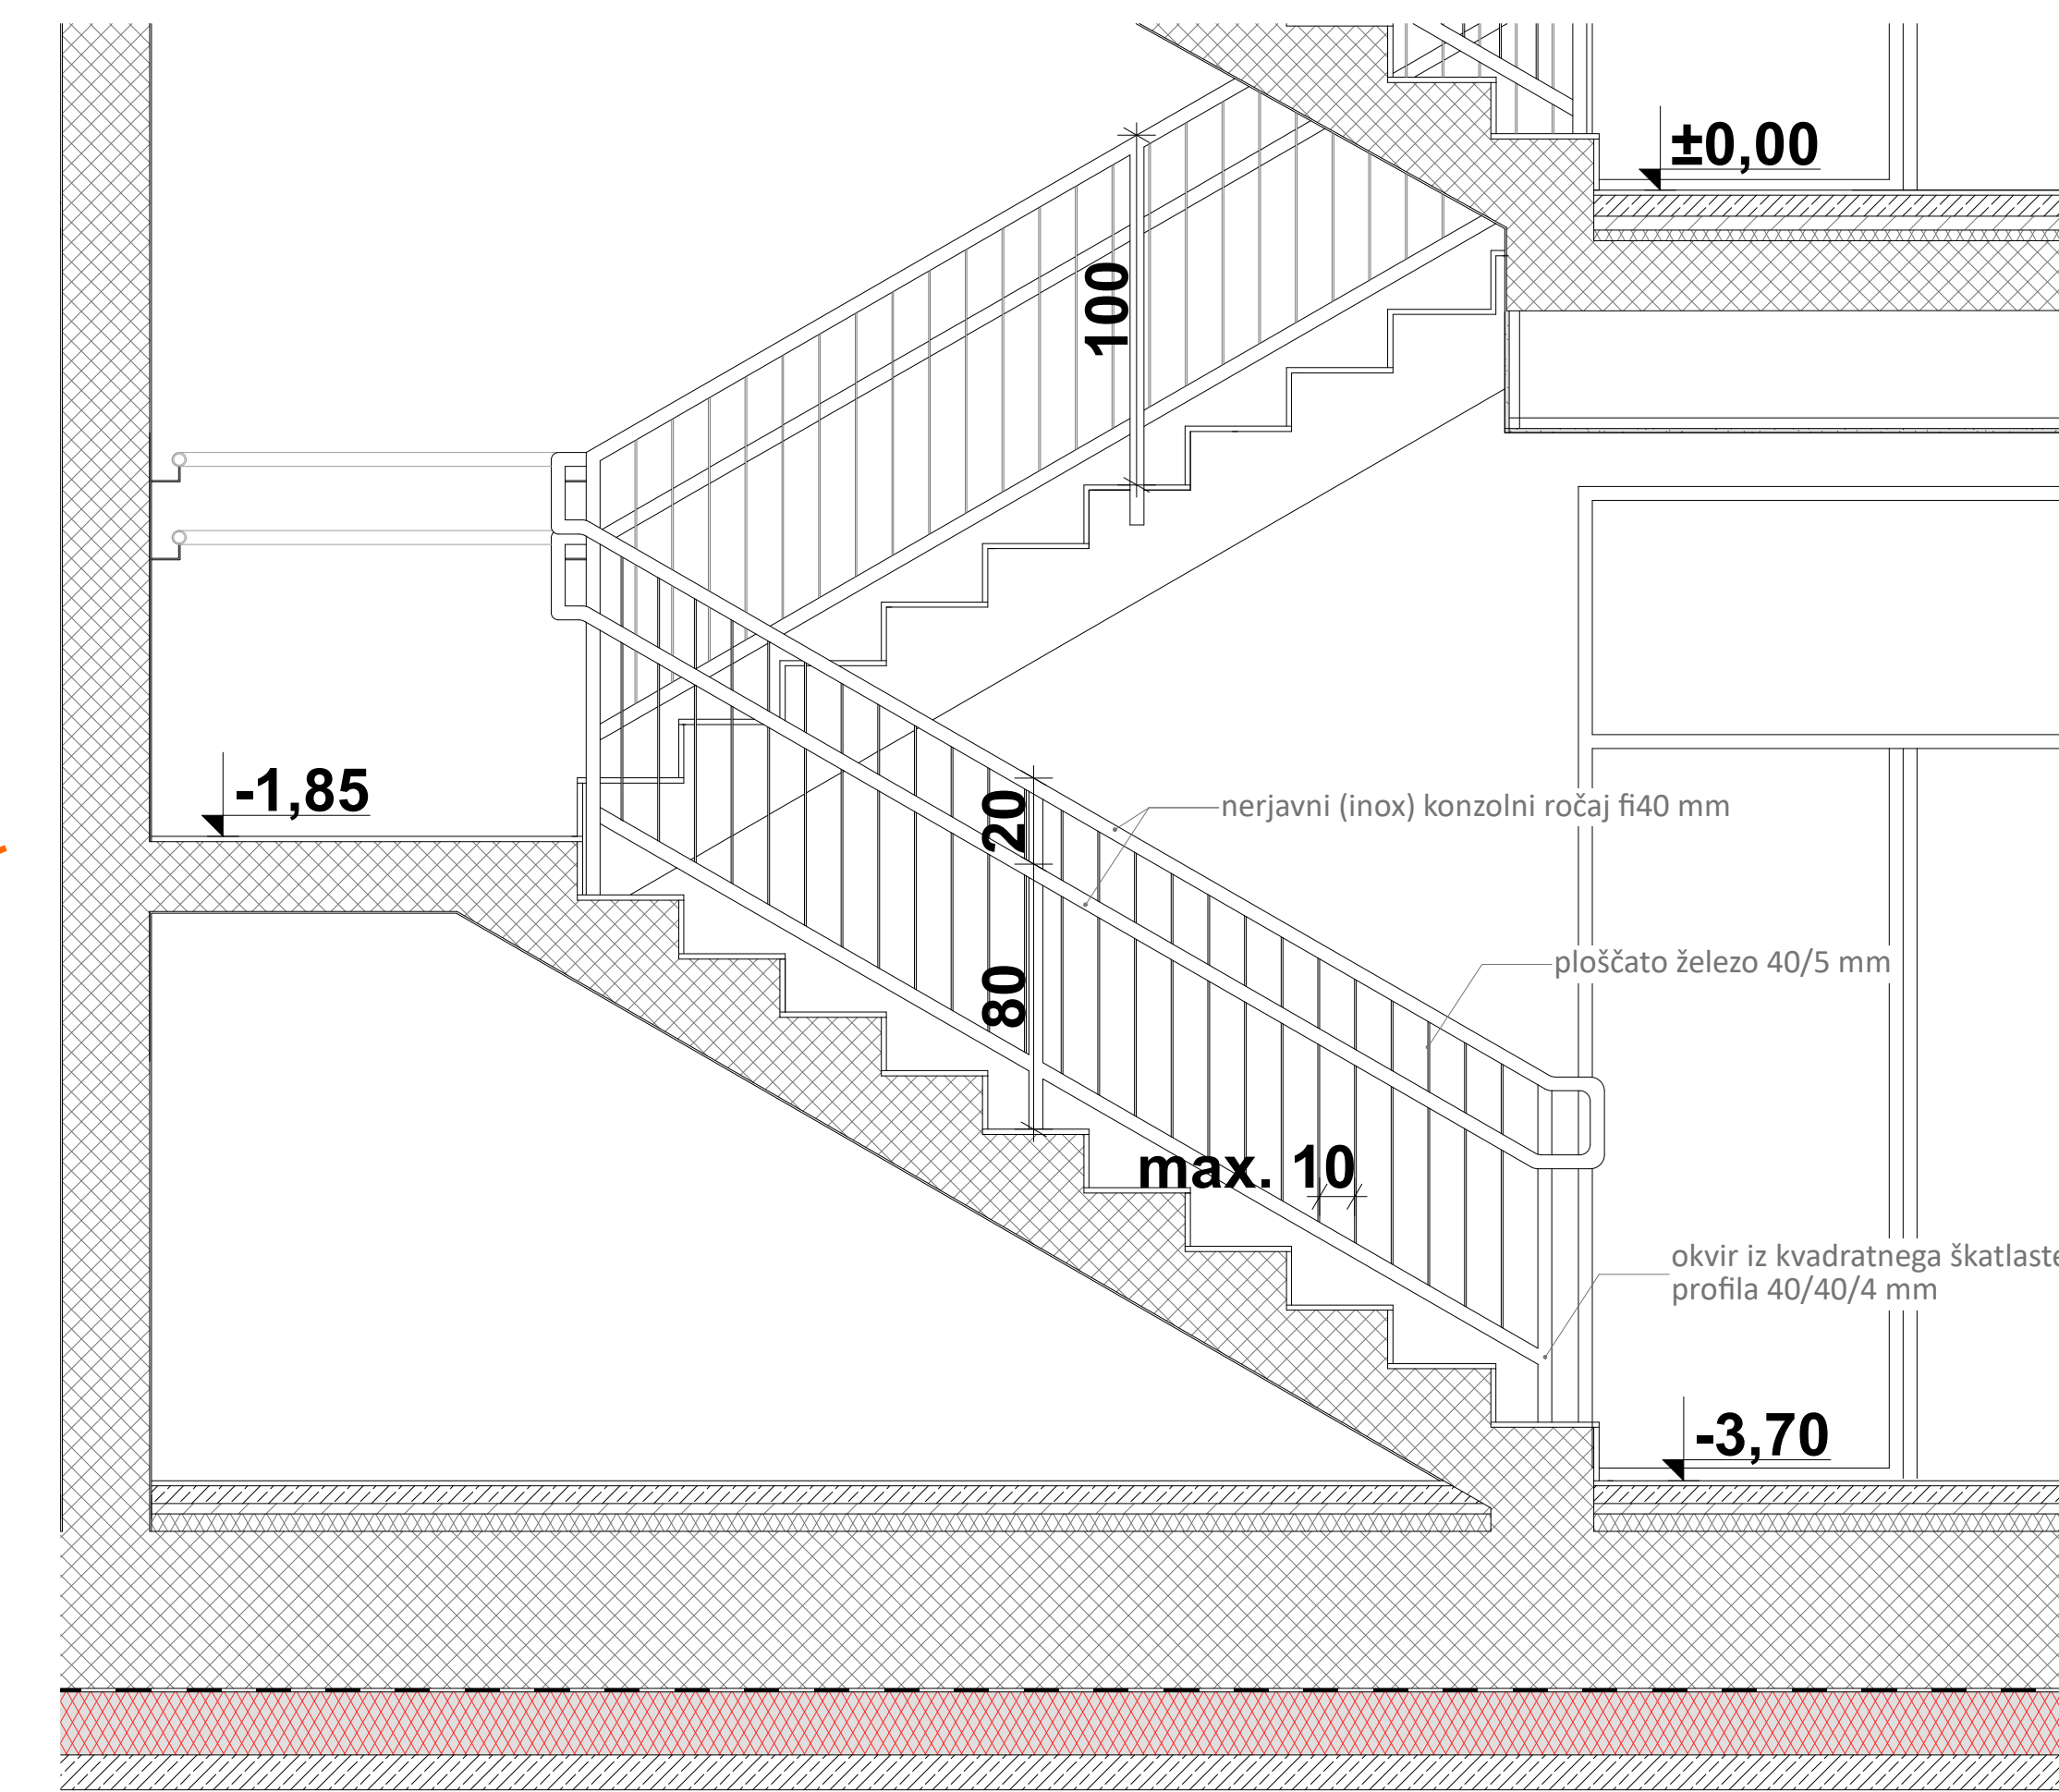 ±0,00
100
-1,85
20
nerjavni (inox) konzolni ročaj fi40 mm
80
ploščato železo 40/5 mm
max. 10
okvir iz kvadratnega
profila 40/40/4 mm
-3,70